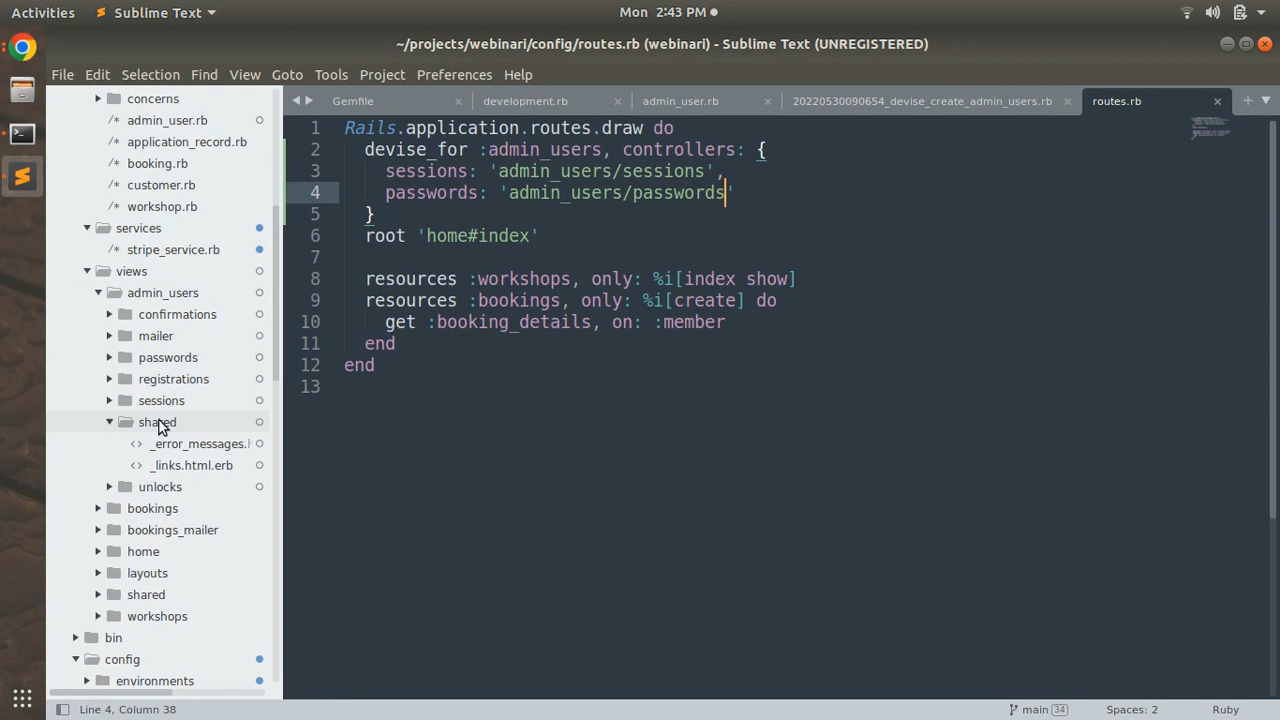 Activities Sublime Text Mon 2:43 PM
~/projects/webinari/config/routes.rb (webinari) - Sublime Text (UNREGISTERED)
File Edit Selection Find View Goto Tools Project Preferences Help
Gemfile development.rb admin_user.rb 20220530090654_devise_create_admin_users.rb routes.rb
concerns
/* admin_user.rb
/* application_record.rb
/* booking.rb
/* customer.rb
/* workshop.rb
services
/* stripe_service.rb
views
admin_users
confirmations
mailer
passwords
registrations
sessions
shared
<> _error_messages.h
<> _links.html.erb
unlocks
bookings
bookings_mailer
home
layouts
shared
workshops
bin
config
environments
1 Rails.application.routes.draw do
2 devise_for :admin_users, controllers: {
3 sessions: 'admin_users/sessions',
4 passwords: 'admin_users/passwords'
5 }
6 root 'home#index'
7
8 resources :workshops, only: %i[index show]
9 resources :bookings, only: %i[create] do
10 get :booking_details, on: :member
11 end
12 end
13
Line 4, Column 38 main 34 Spaces: 2 Ruby